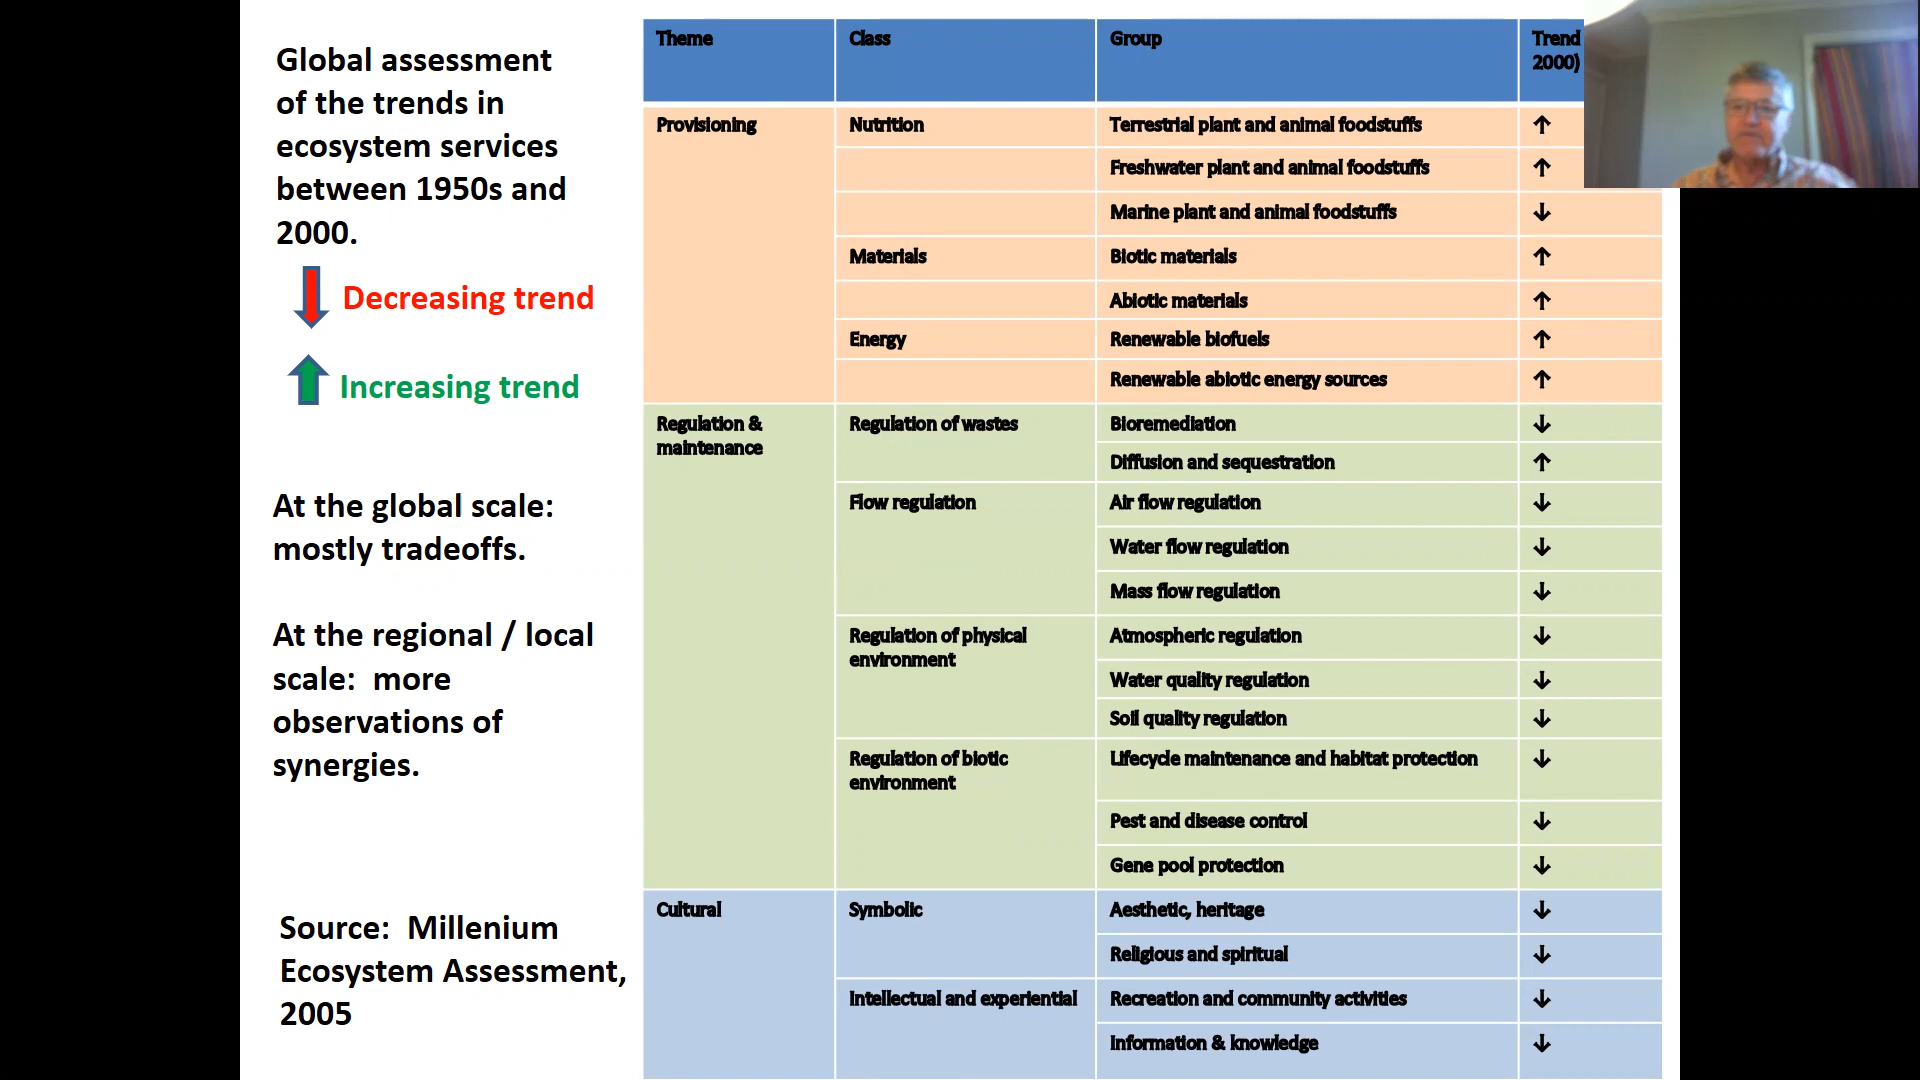 Global assessment
of the trends in
ecosystem services
between 1950s and
2000.
Decreasing trend
Increasing trend
At the global scale:
mostly tradeoffs.
At the regional / local
scale: more
observations of
synergies.
Source: Millenium
Ecosystem Assessment,
2005
Theme Class Group Trend
2000)
Provisioning Nutrition Terrestrial plant and animal foodstuffs ↑
Freshwater plant and animal foodstuffs ↑
Marine plant and animal foodstuffs ↓
Materials Biotic materials ↑
Abiotic materials ↑
Energy Renewable biofuels ↑
Renewable abiotic energy sources ↑
Regulation & Regulation of wastes Bioremediation ↓
maintenance
Diffusion and sequestration ↑
Flow regulation Air flow regulation ↓
Water flow regulation ↓
Mass flow regulation ↓
Regulation of physical Atmospheric regulation ↓
environment
Water quality regulation ↓
Soil quality regulation ↓
Regulation of biotic Lifecycle maintenance and habitat protection ↓
environment
Pest and disease control ↓
Gene pool protection ↓
Cultural Symbolic Aesthetic, heritage ↓
Religious and spiritual ↓
Intellectual and experiential Recreation and community activities ↓
Information & knowledge ↓